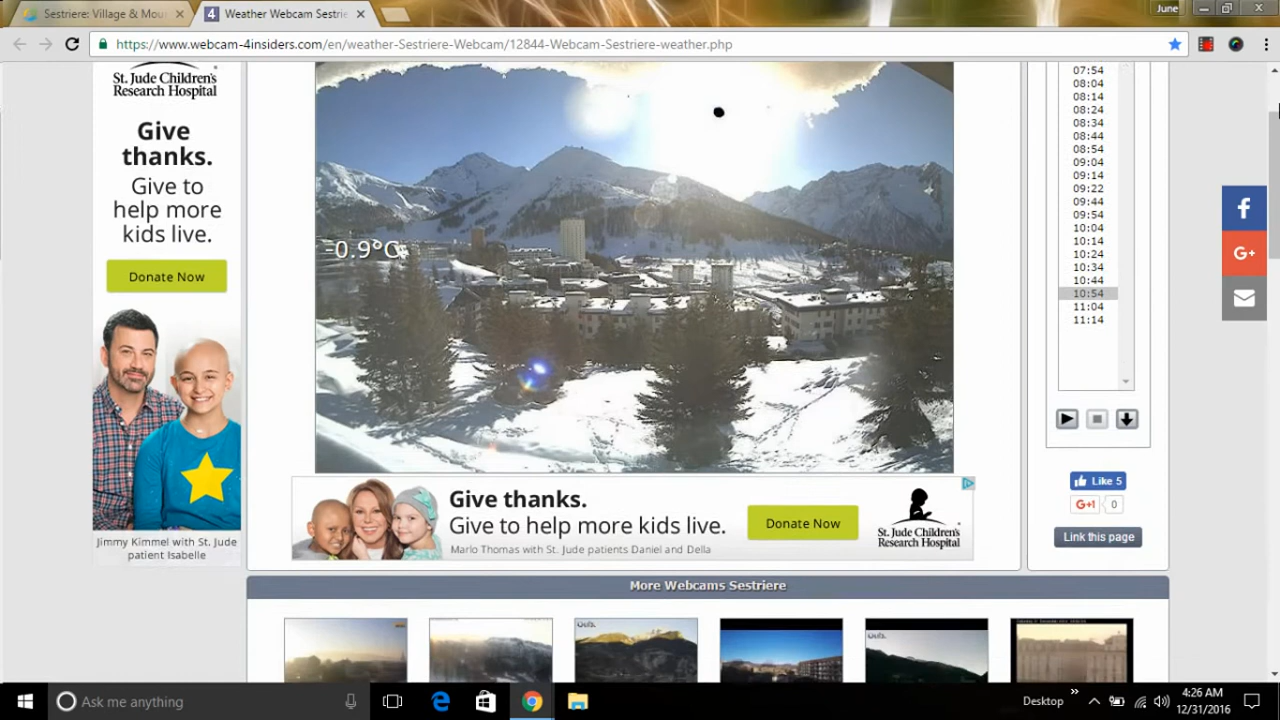 Sestriere: Village & Mou
Weather Webcam Sestrie
June
https://www.webcam-4insiders.com/en/weather-Sestriere-Webcam/12844-Webcam-Sestriere-weather.php
St. Jude Children's
Research Hospital
Give
thanks.
Give to
help more
kids live.
Donate Now
Jimmy Kimmel with St. Jude
patient Isabelle
-0.9°C
07:54
08:04
08:14
08:24
08:34
08:44
08:54
09:04
09:14
09:22
09:44
09:54
10:04
10:14
10:24
10:34
10:44
10:54
11:04
11:14
f
G+
Give thanks.
Give to help more kids live.
Marlo Thomas with St. Jude patients Daniel and Della
Donate Now
St. Jude Children's
Research Hospital
Like 5
G+1 0
Link this page
More Webcams Sestriere
Ask me anything
Desktop
4:26 AM
12/31/2016